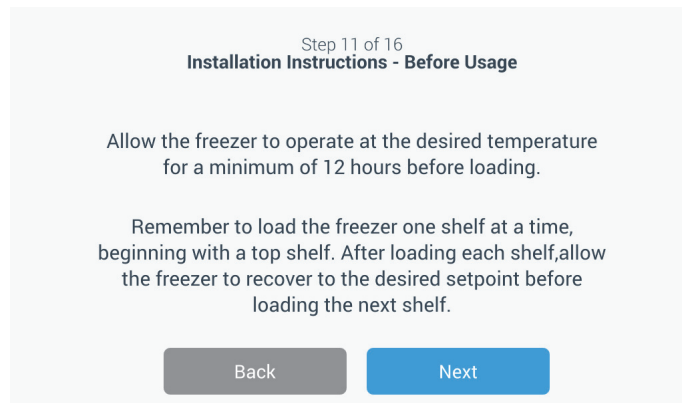 Step 11 of 16
Installation Instructions - Before Usage
Allow the freezer to operate at the desired temperature
for a minimum of 12 hours before loading.
Remember to load the freezer one shelf at a time,
beginning with a top shelf. After loading each shelf,allow
the freezer to recover to the desired setpoint before
loading the next shelf.
Back
Next